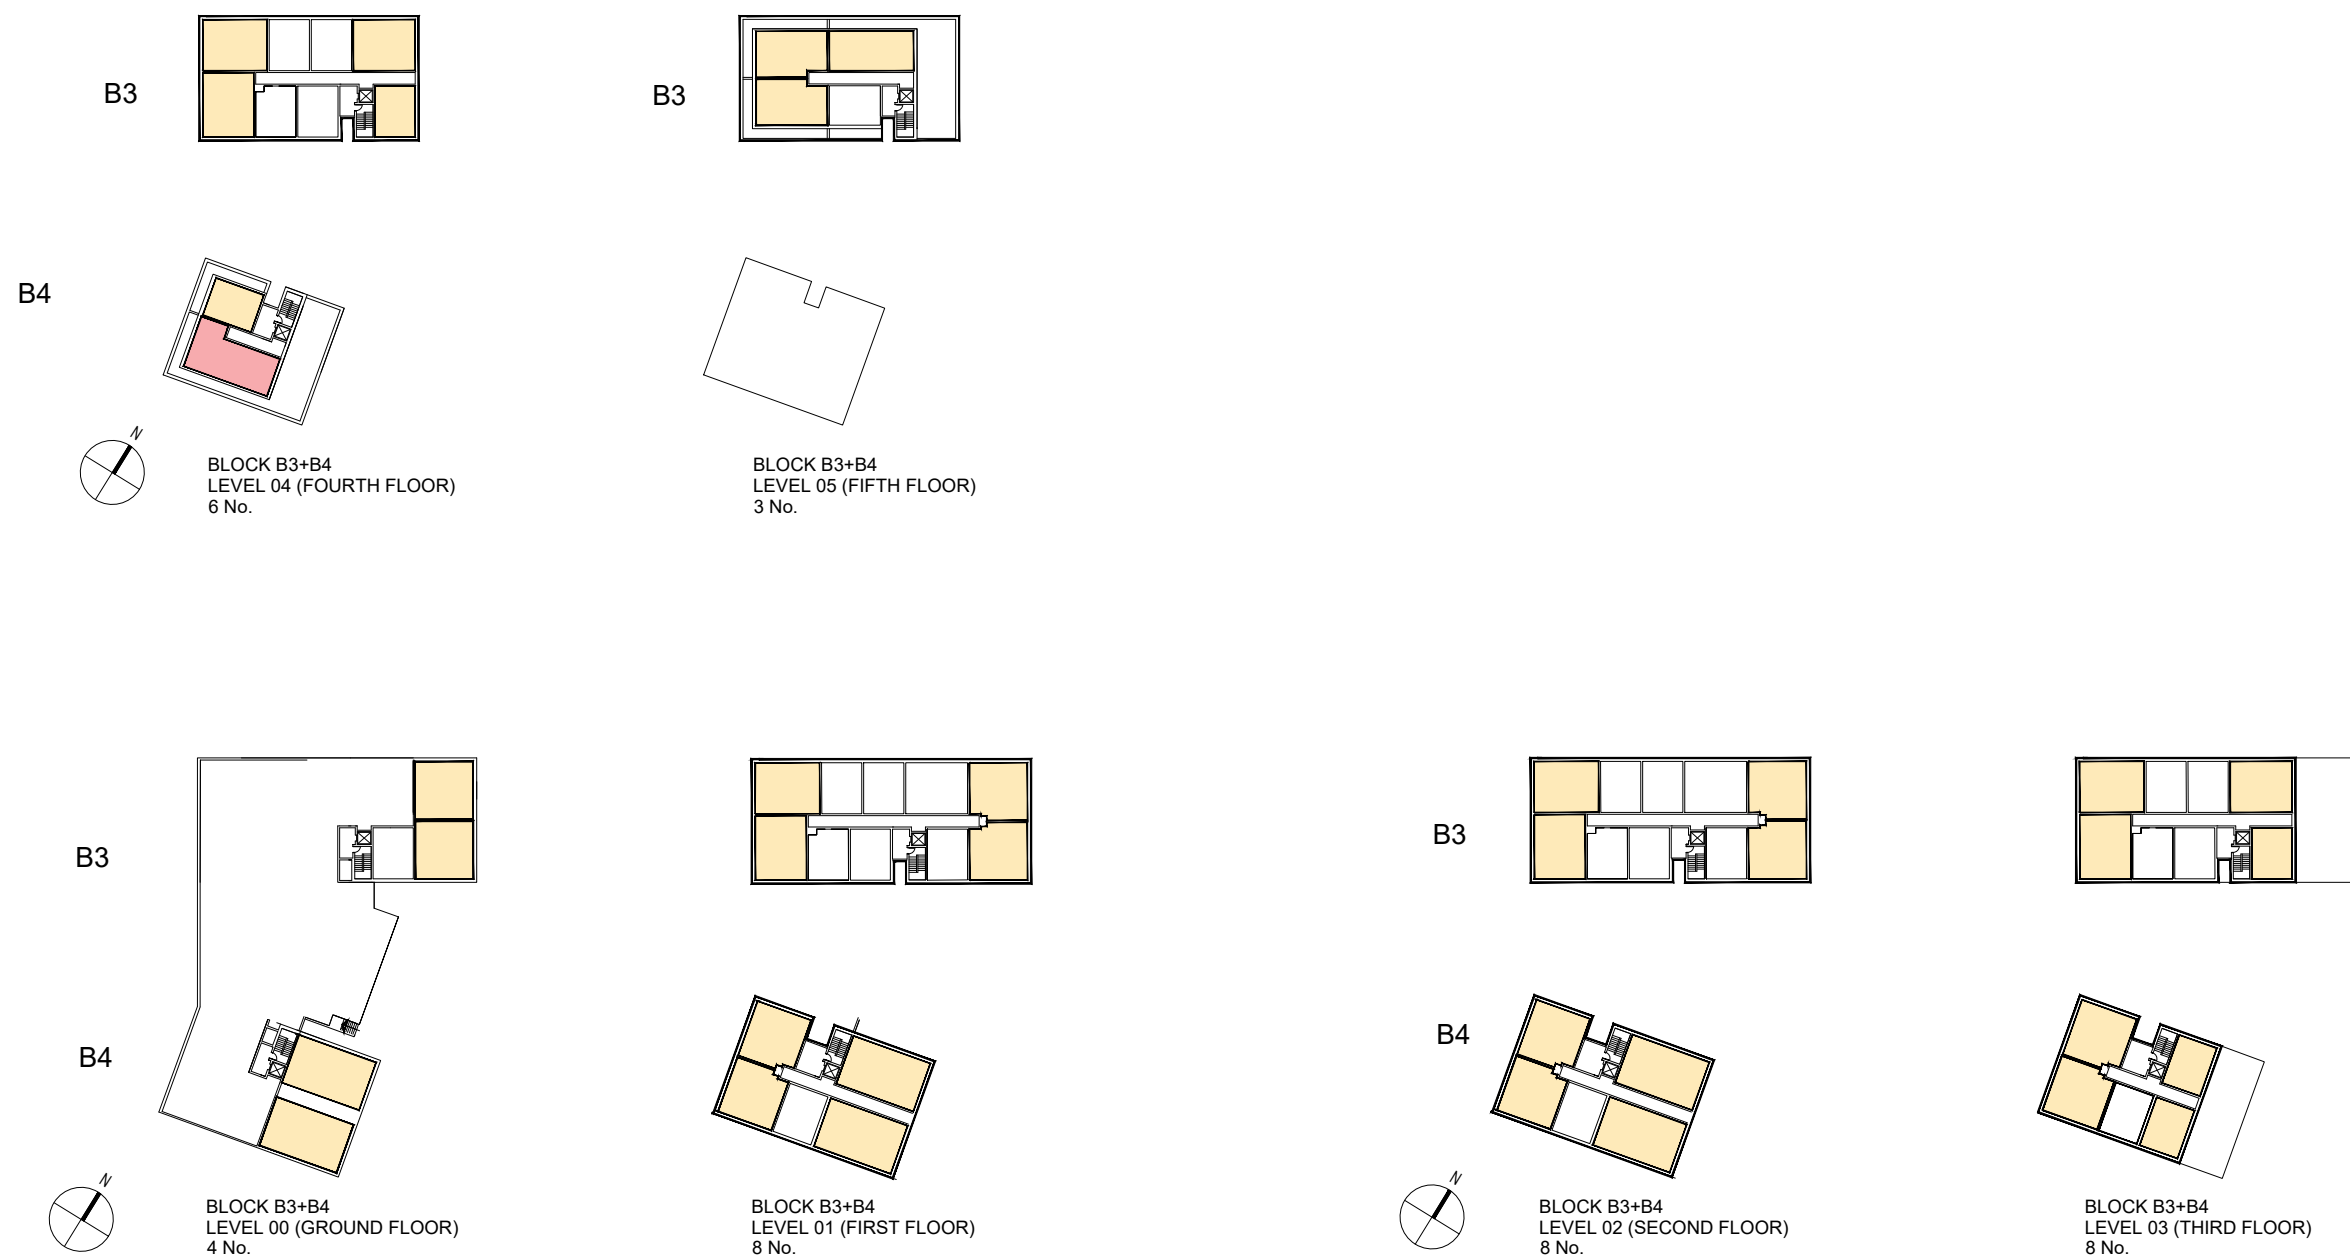 B3
B3
B4
N
BLOCK B3+B4
LEVEL 04 (FOURTH FLOOR)
6 No.
BLOCK B3+B4
LEVEL 05 (FIFTH FLOOR)
3 No.
B3
B4
N
BLOCK B3+B4
LEVEL 00 (GROUND FLOOR)
4 No.
BLOCK B3+B4
LEVEL 01 (FIRST FLOOR)
8 No.
B3
B4
N
BLOCK B3+B4
LEVEL 02 (SECOND FLOOR)
8 No.
BLOCK B3+B4
LEVEL 03 (THIRD FLOOR)
8 No.